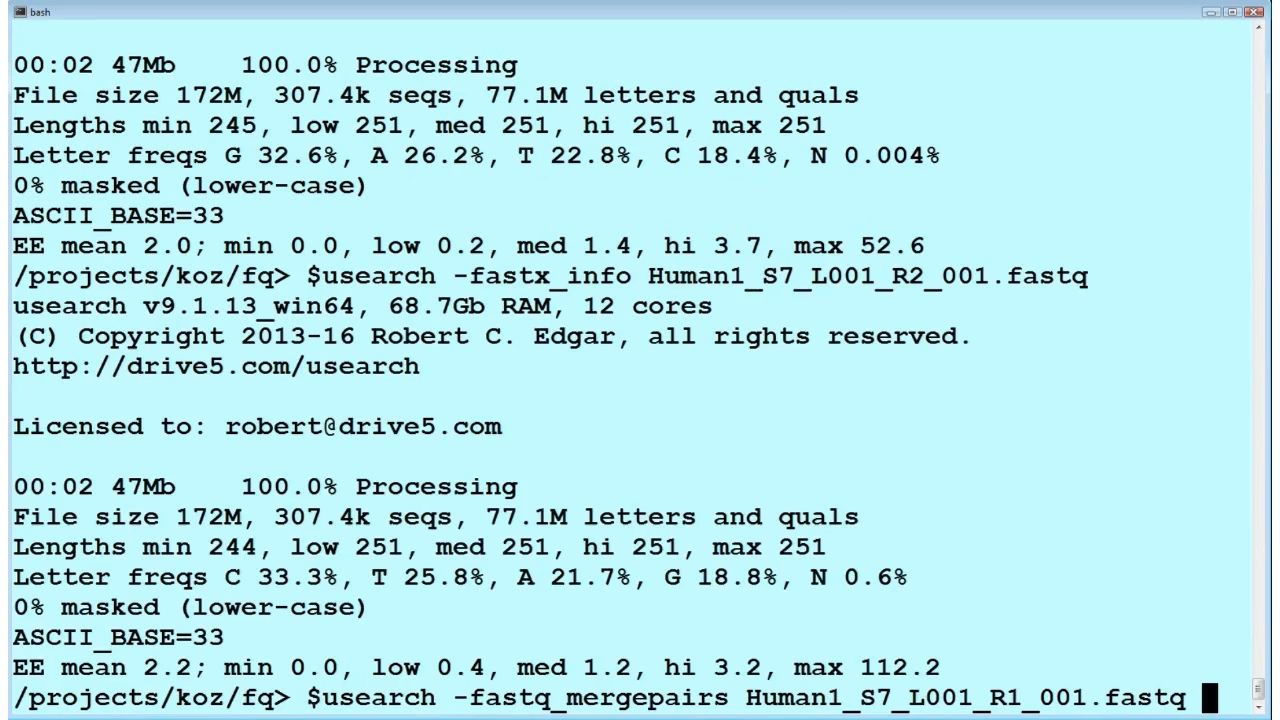 bash
00:02 47Mb    100.0% Processing
File size 172M, 307.4k seqs, 77.1M letters and quals
Lengths min 245, low 251, med 251, hi 251, max 251
Letter freqs G 32.6%, A 26.2%, T 22.8%, C 18.4%, N 0.004%
0% masked (lower-case)
ASCII_BASE=33
EE mean 2.0; min 0.0, low 0.2, med 1.4, hi 3.7, max 52.6
/projects/koz/fq> $usearch -fastx_info Human1_S7_L001_R2_001.fastq
usearch v9.1.13_win64, 68.7Gb RAM, 12 cores
(C) Copyright 2013-16 Robert C. Edgar, all rights reserved.
http://drive5.com/usearch
Licensed to: robert@drive5.com
00:02 47Mb    100.0% Processing
File size 172M, 307.4k seqs, 77.1M letters and quals
Lengths min 244, low 251, med 251, hi 251, max 251
Letter freqs C 33.3%, T 25.8%, A 21.7%, G 18.8%, N 0.6%
0% masked (lower-case)
ASCII_BASE=33
EE mean 2.2; min 0.0, low 0.4, med 1.2, hi 3.2, max 112.2
/projects/koz/fq> $usearch -fastq_mergepairs Human1_S7_L001_R1_001.fastq